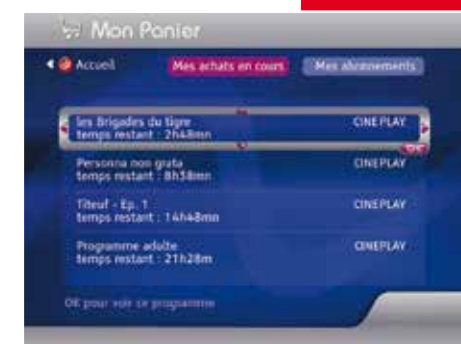 Mon Panier
Accueil Mes achats en cours Mes abonnements
les Brigades du tigre CINEPLAY
temps restant : 2h48mn
OK
Personna non grata CINEPLAY
temps restant : 8h58mn
Titeuf - Ep. 1 CINEPLAY
temps restant : 14h48mn
Programme adulte CINEPLAY
temps restant : 21h28m
OK pour voir ce programme